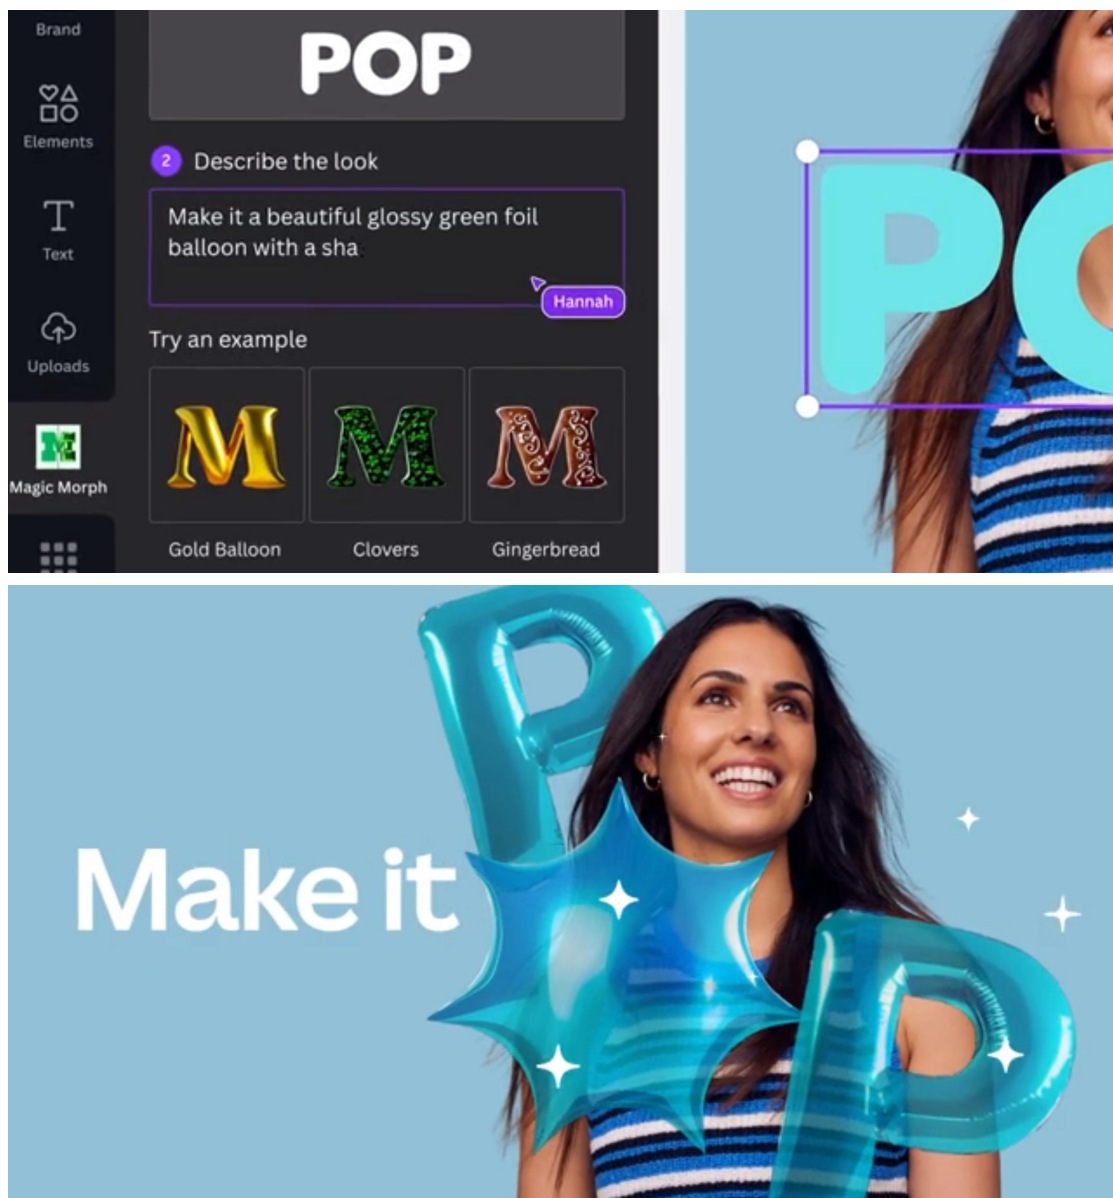 Brand
POP
Elements
2 Describe the look
Make it a beautiful glossy green foil
balloon with a sha
Text
Hannah
Try an example
Uploads
M M M
Magic Morph
Gold Balloon Clovers Gingerbread
PO
P
Make it
P